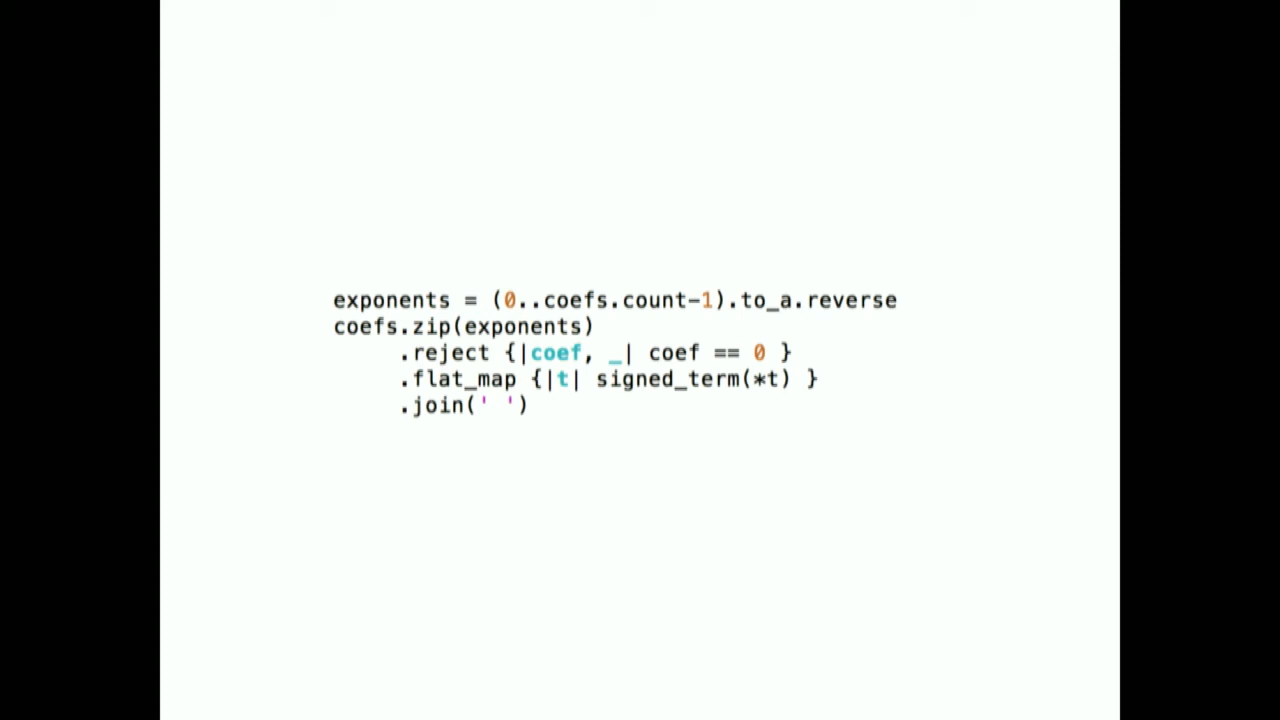 exponents = (0..coefs.count-1).to_a.reverse
coefs.zip(exponents)
     .reject {|coef, _| coef == 0 }
     .flat_map {|t| signed_term(*t) }
     .join(' ')